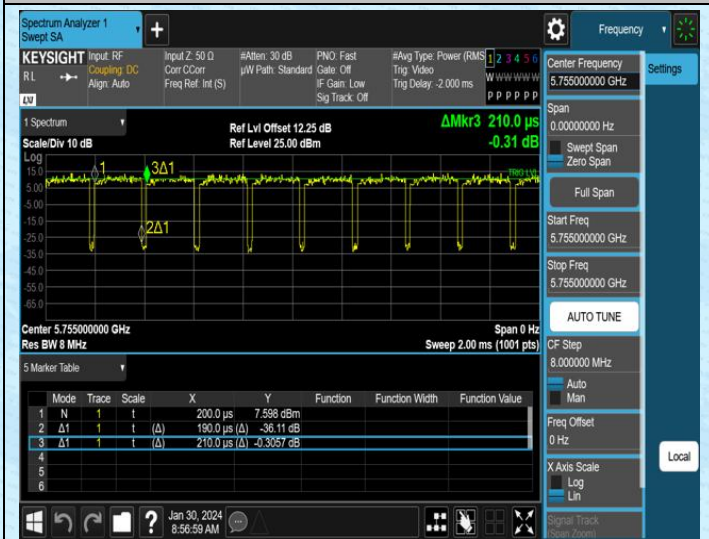 Spectrum Analyzer 1
Swept SA
Frequency
KEYSIGHT
RL
LXI
Input: RF
Coupling: DC
Align: Auto
Input Z: 50 Ω
Corr CCorr
Freq Ref: Int (S)
#Atten: 30 dB
µW Path: Standard
PNO: Fast
Gate: Off
IF Gain: Low
Sig Track: Off
#Avg Type: Power (RMS
Trig: Video
Trig Delay: -2.000 ms
1 2 3 4 5 6
W W W W W W
P P P P P P
1 Spectrum
Scale/Div 10 dB
Ref Lvl Offset 12.25 dB
Ref Level 25.00 dBm
ΔMkr3 210.0 µs
-0.31 dB
Log
15.0
5.00
-5.00
-15.0
-25.0
-35.0
-45.0
-55.0
-65.0
1
3Δ1
2Δ1
TRIG LVL
Center 5.755000000 GHz
Res BW 8 MHz
Span 0 Hz
Sweep 2.00 ms (1001 pts)
5 Marker Table
Mode Trace Scale X Y Function Function Width Function Value
1 N 1 t 200.0 µs 7.598 dBm
2 Δ1 1 t (Δ) 190.0 µs (Δ) -36.11 dB
3 Δ1 1 t (Δ) 210.0 µs (Δ) -0.3057 dB
4
5
6
Jan 30, 2024
8:56:59 AM
Center Frequency
5.755000000 GHz
Span
0.00000000 Hz
Swept Span
Zero Span
Full Span
Start Freq
5.755000000 GHz
Stop Freq
5.755000000 GHz
AUTO TUNE
CF Step
8.000000 MHz
Auto
Man
Freq Offset
0 Hz
X Axis Scale
Log
Lin
Signal Track
(Span Zoom)
Settings
Local